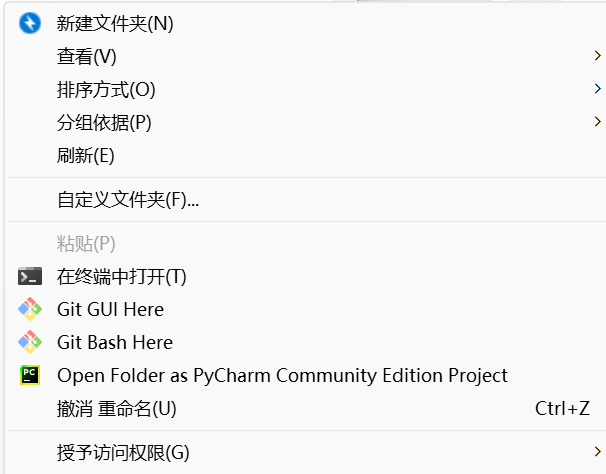 新建文件夹(N)
查看(V)
排序方式(O)
分组依据(P)
刷新(E)
自定义文件夹(F)...
粘贴(P)
在终端中打开(T)
Git GUI Here
Git Bash Here
PC Open Folder as PyCharm Community Edition Project
撤消 重命名(U) Ctrl+Z
授予访问权限(G)